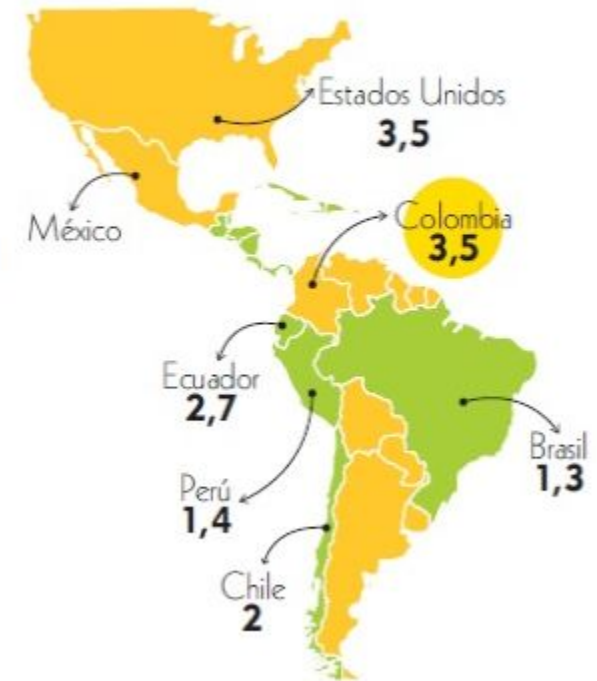 Estados Unidos
3,5
México
Colombia
3,5
Ecuador
2,7
Brasil
1,3
Perú
1,4
Chile
2